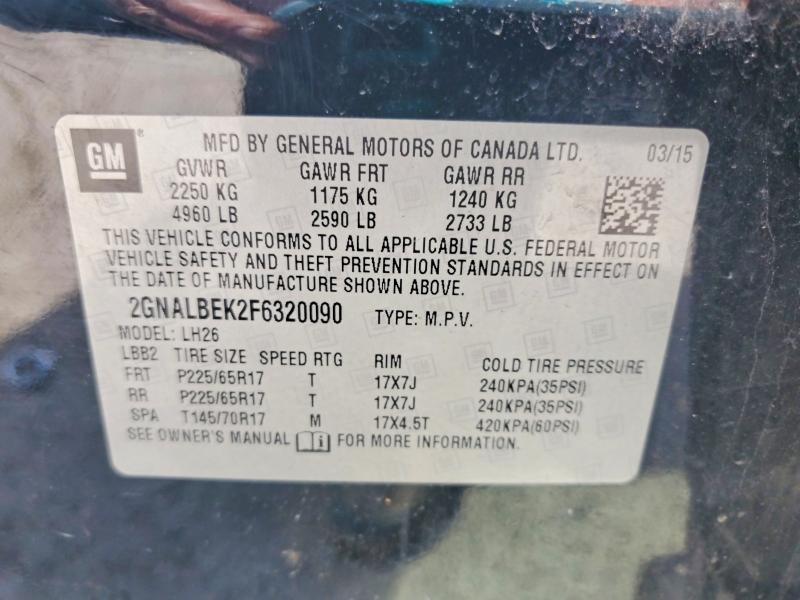 GM ®
MFD BY GENERAL MOTORS OF CANADA LTD. 03/15
GVWR GAWR FRT GAWR RR
2250 KG 1175 KG 1240 KG
4960 LB 2590 LB 2733 LB
THIS VEHICLE CONFORMS TO ALL APPLICABLE U.S. FEDERAL MOTOR
VEHICLE SAFETY AND THEFT PREVENTION STANDARDS IN EFFECT ON
THE DATE OF MANUFACTURE SHOWN ABOVE.
2GNALBEK2F6320090 TYPE: M.P.V.
MODEL: LH26
LBB2 TIRE SIZE SPEED RTG RIM COLD TIRE PRESSURE
FRT P225/65R17 T 17X7J 240KPA(35PSI)
RR P225/65R17 T 17X7J 240KPA(35PSI)
SPA T145/70R17 M 17X4.5T 420KPA(60PSI)
SEE OWNER'S MANUAL FOR MORE INFORMATION.